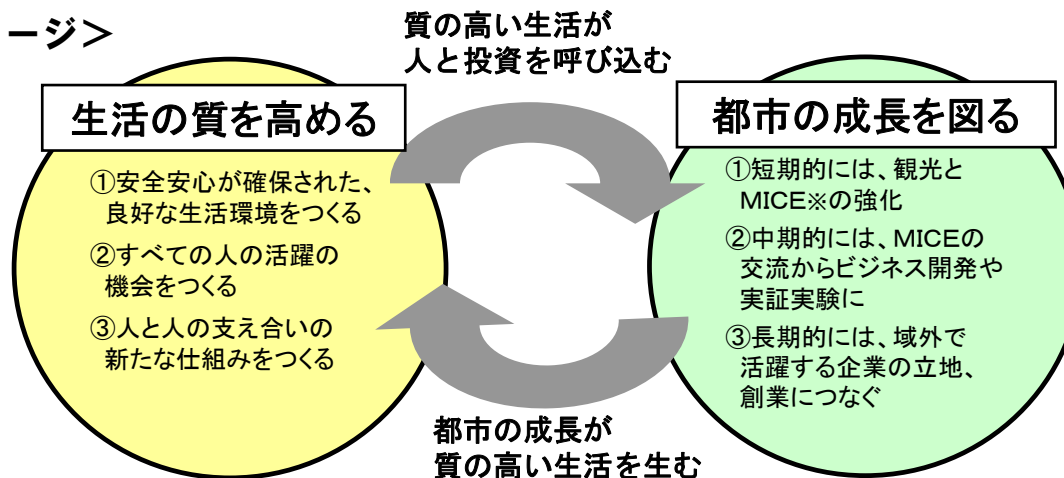 ージ＞
質の高い生活が
人と投資を呼び込む
生活の質を高める
①安全安心が確保された、
良好な生活環境をつくる
②すべての人の活躍の
機会をつくる
③人と人の支え合いの
新たな仕組みをつくる
都市の成長を図る
①短期的には、観光と
MICE※の強化
②中期的には、MICEの
交流からビジネス開発や
実証実験に
③長期的には、域外で
活躍する企業の立地、
創業につなぐ
都市の成長が
質の高い生活を生む